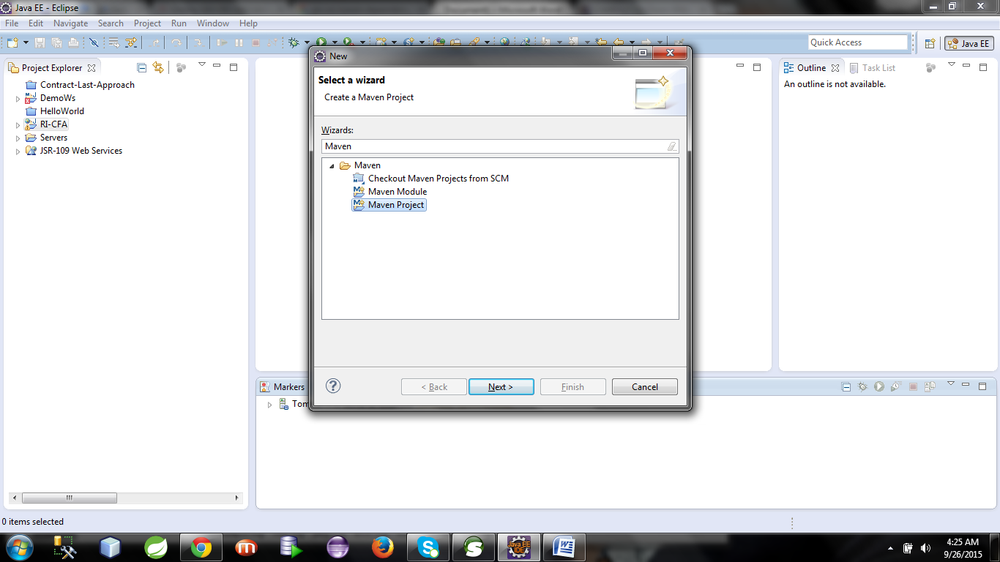 Java EE - Eclipse
File Edit Navigate Search Project Run Window Help
Quick Access
Java EE
Project Explorer
Contract-Last-Approach
DemoWs
HelloWorld
RI-CFA
Servers
JSR-109 Web Services
New
Select a wizard
Create a Maven Project
Wizards:
Maven
Maven
Checkout Maven Projects from SCM
Maven Module
Maven Project
< Back Next > Finish Cancel
Outline Task List
An outline is not available.
Markers
Tom
0 items selected
Java EE
IDE
4:25 AM
9/26/2015